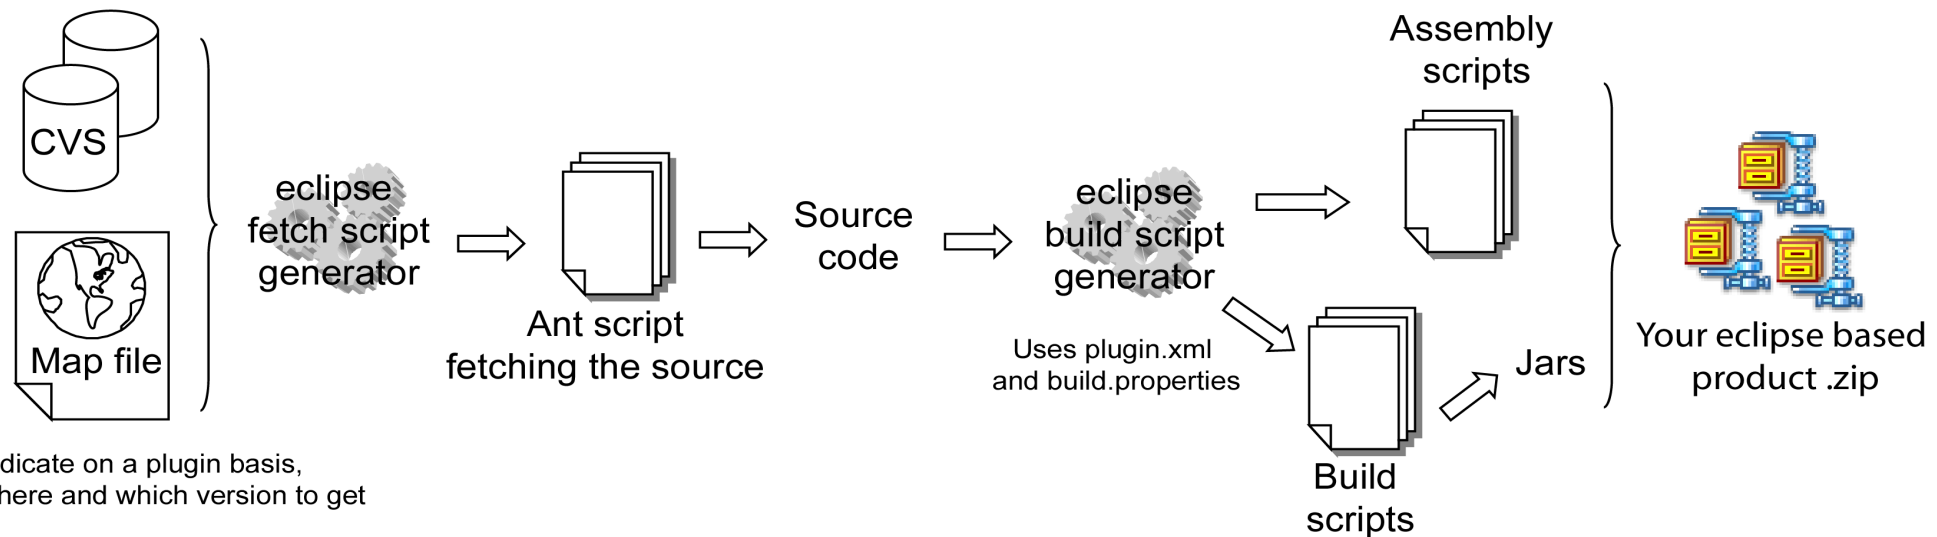 CVS
Map file
dicate on a plugin basis,
here and which version to get
eclipse
fetch script
generator
Ant script
fetching the source
Source
code
eclipse
build script
generator
Uses plugin.xml
and build.properties
Assembly
scripts
Build
scripts
Jars
Your eclipse based
product .zip